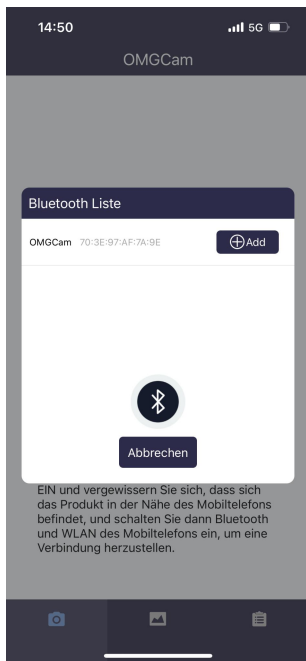 14:50
5G
OMGCam
Bluetooth Liste
OMGCam 70:3E:97:AF:7A:9E
Add
Abbrechen
EIN und vergewissern Sie sich, dass sich
das Produkt in der Nähe des Mobiltelefons
befindet, und schalten Sie dann Bluetooth
und WLAN des Mobiltelefons ein, um eine
Verbindung herzustellen.